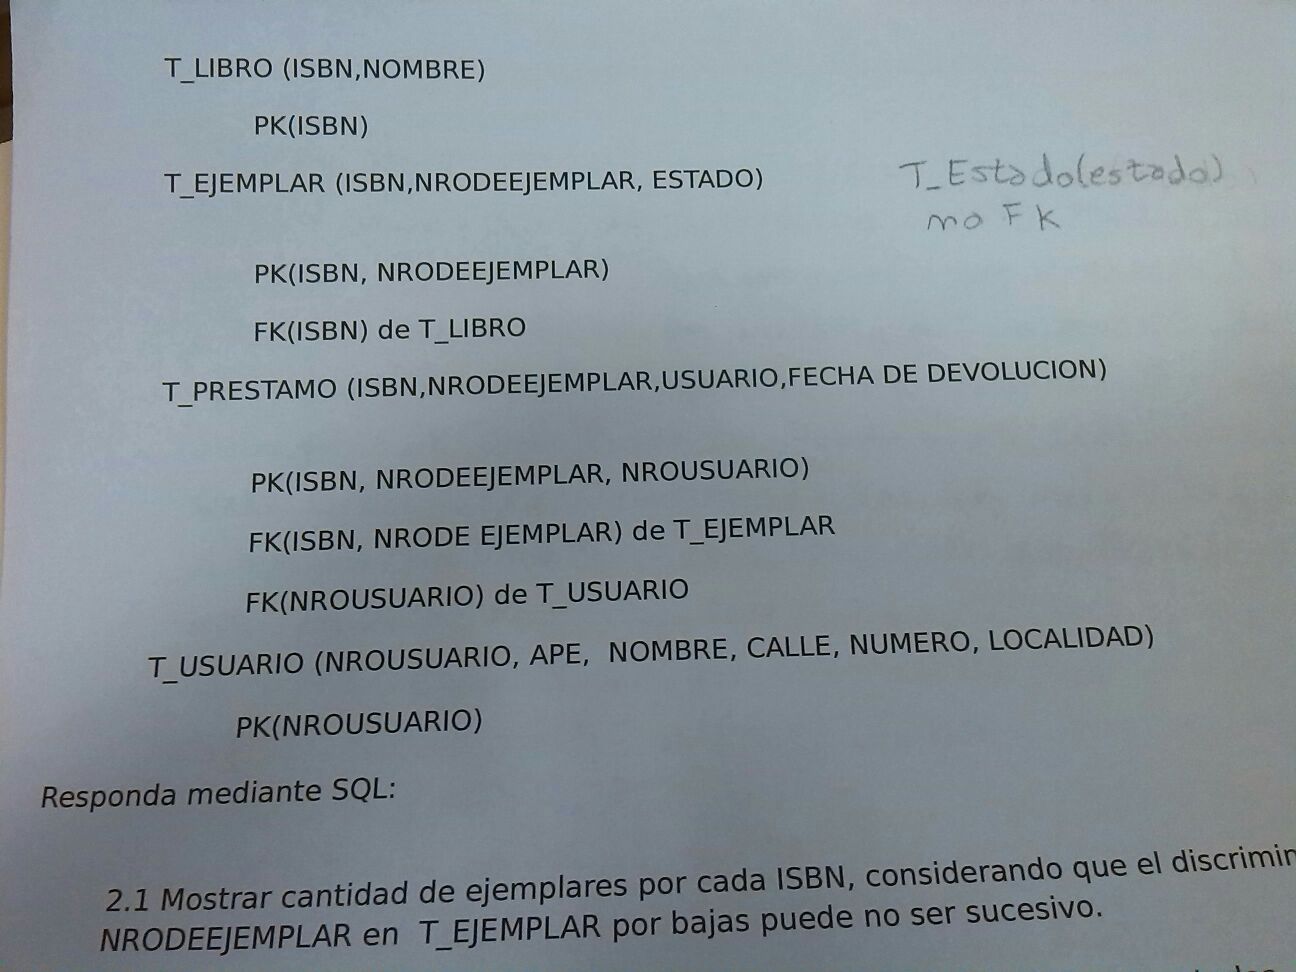 T_LIBRO (ISBN,NOMBRE)
PK(ISBN)
T_EJEMPLAR (ISBN,NRODEEJEMPLAR, ESTADO)
T_Estado(estado)
no FK
PK(ISBN, NRODEEJEMPLAR)
FK(ISBN) de T_LIBRO
T_PRESTAMO (ISBN,NRODEEJEMPLAR,USUARIO,FECHA DE DEVOLUCION)
PK(ISBN, NRODEEJEMPLAR, NROUSUARIO)
FK(ISBN, NRODE EJEMPLAR) de T_EJEMPLAR
FK(NROUSUARIO) de T_USUARIO
T_USUARIO (NROUSUARIO, APE, NOMBRE, CALLE, NUMERO, LOCALIDAD)
PK(NROUSUARIO)
Responda mediante SQL:
2.1 Mostrar cantidad de ejemplares por cada ISBN, considerando que el discrimin
NRODEEJEMPLAR en T_EJEMPLAR por bajas puede no ser sucesivo.